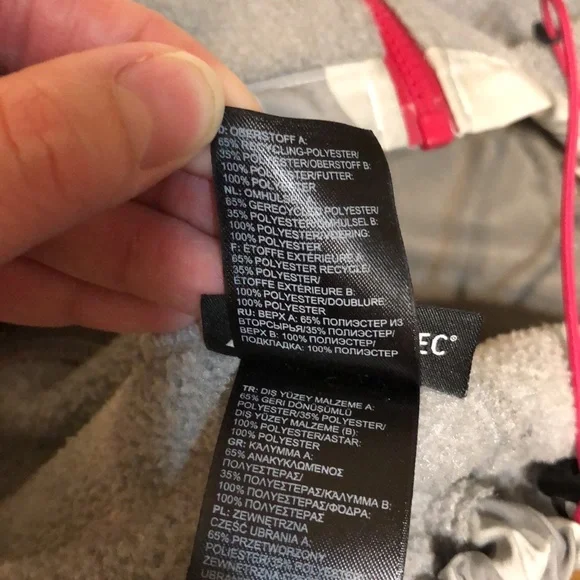 D: OBERSTOFF A:
65% RECYCLING-POLYESTER/
35% POLYESTER/OBERSTOFF B:
100% POLYESTER/FUTTER:
100% POLYESTER
NL: OMHULSEL A:
65% GERECYCLED POLYESTER/
35% POLYESTER/OMHULSEL B:
100% POLYESTER/VOERING:
100% POLYESTER
F: ÉTOFFE EXTÉRIEURE A:
65% POLYESTER RECYCLE/
35% POLYESTER/
ÉTOFFE EXTÉRIEURE B:
100% POLYESTER/DOUBLURE:
100% POLYESTER
RU: ВЕРХ A: 65% ПОЛИЭСТЕР ИЗ
ВТОРСЫРЬЯ/35% ПОЛИЭСТЕР/
ВЕРХ B: 100% ПОЛИЭСТЕР/
ПОДКЛАДКА: 100% ПОЛИЭСТЕР
EC®
TR: DIŞ YÜZEY MALZEME A:
65% GERİ DÖNÜŞÜMLÜ
POLYESTER/35% POLYESTER/
DIŞ YÜZEY MALZEME (B):
100% POLYESTER/ASTAR:
100% POLYESTER
GR: ΚΑΛΥΜΜΑ A:
65% ΑΝΑΚΥΚΛΩΜΕΝΟΣ
ΠΟΛΥΕΣΤΕΡΑΣ/
35% ΠΟΛΥΕΣΤΕΡΑΣ/ΚΑΛΥΜΜΑ B:
100% ΠΟΛΥΕΣΤΕΡΑΣ/ΦΟΔΡΑ:
100% ΠΟΛΥΕΣΤΕΡΑΣ
PL: ZEWNĘTRZNA
CZĘŚĆ UBRANIA A:
65% PRZETWORZONY
POLIESTER/35% POLIESTER/